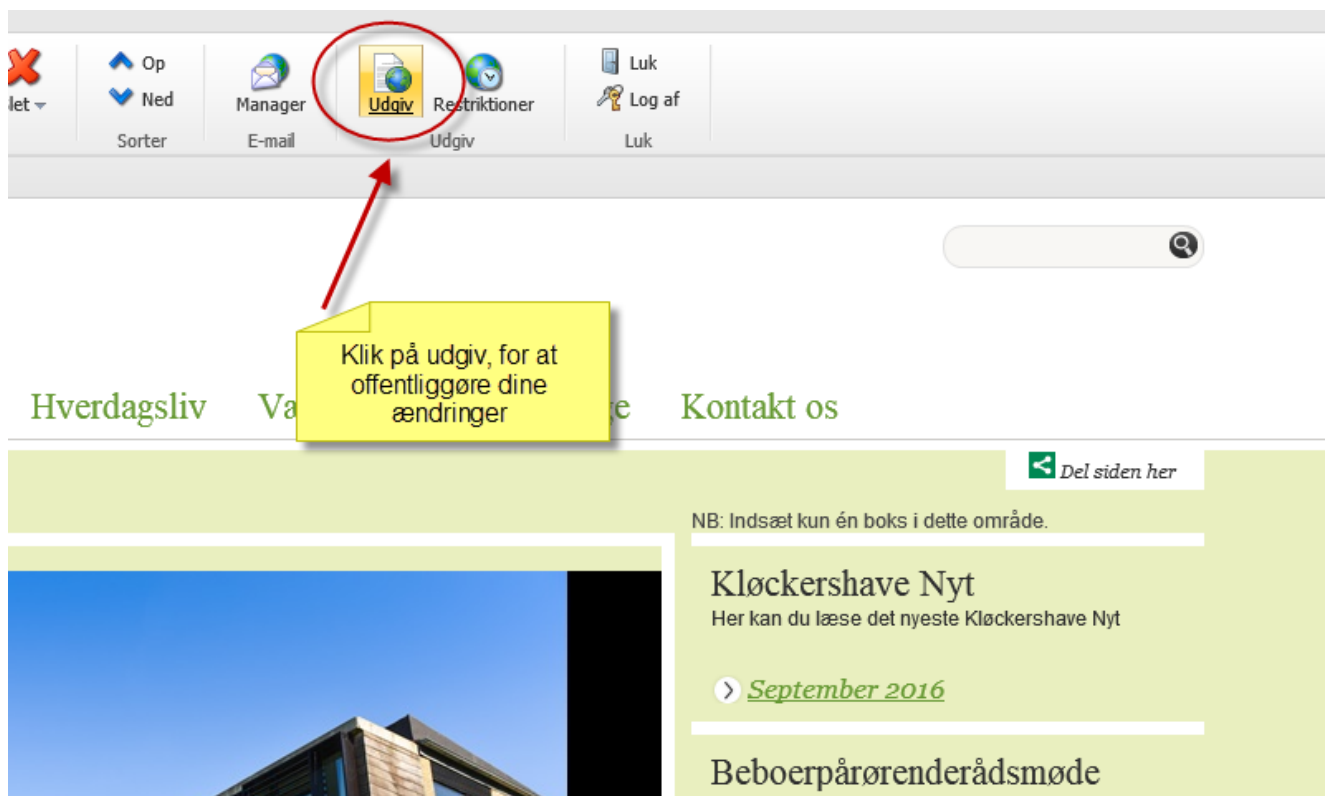 Op
Ned
Sorter
Manager
E-mail
Udgiv Restriktioner
Udgiv
Luk
Log af
Luk
Klik på udgiv, for at
offentliggøre dine
ændringer
Hverdagsliv Kontakt os
Del siden her
NB: Indsæt kun én boks i dette område.
Kløckershave Nyt
Her kan du læse det nyeste Kløckershave Nyt
September 2016
Beboerpårørenderådsmøde